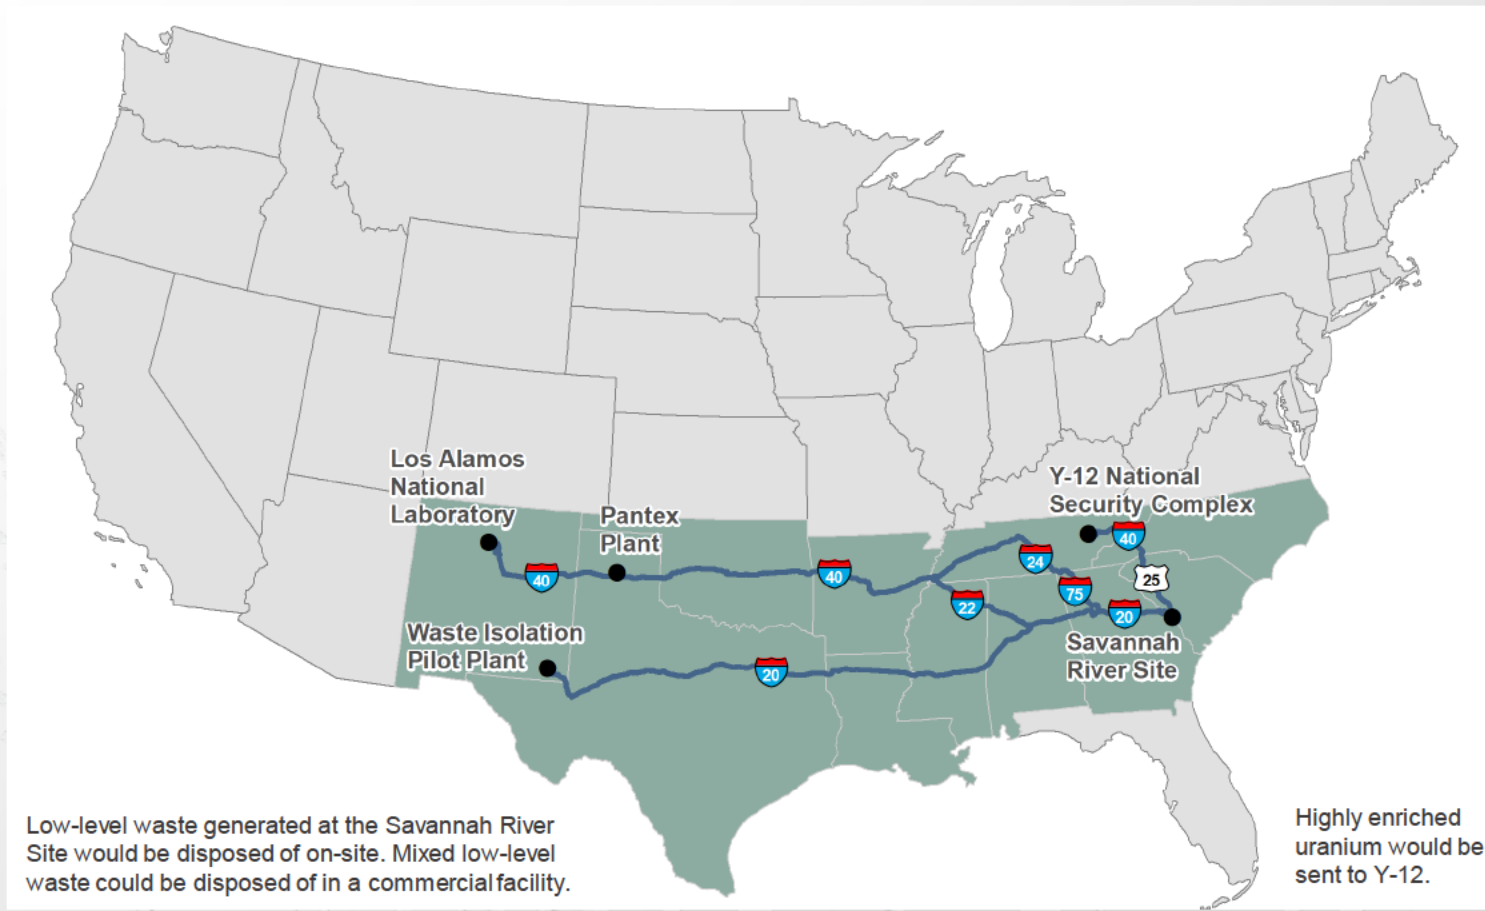 Los Alamos
National
Laboratory
Pantex
Plant
Y-12 National
Security Complex
40
40
40
24
25
75
22
20
20
Waste Isolation
Pilot Plant
Savannah
River Site
Low-level waste generated at the Savannah River
Site would be disposed of on-site. Mixed low-level
waste could be disposed of in a commercial facility.
Highly enriched
uranium would be
sent to Y-12.